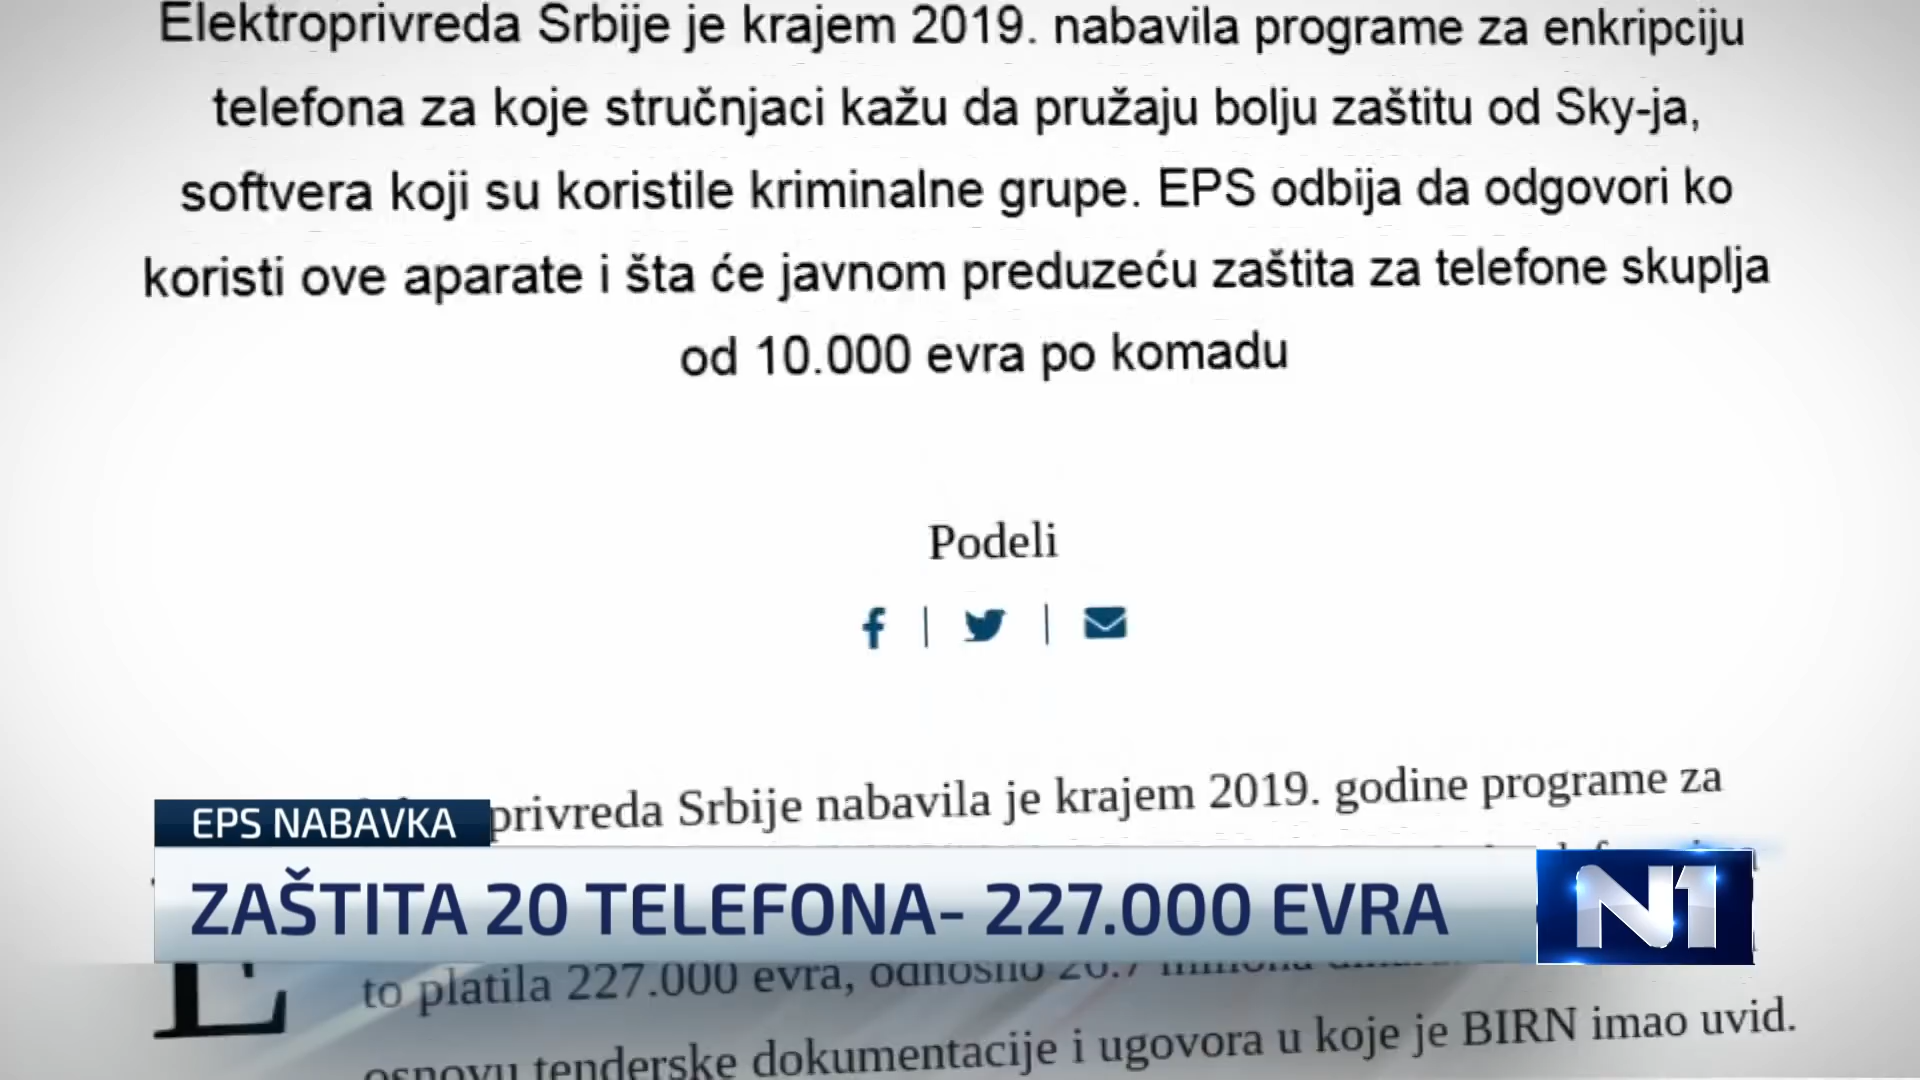 Elektroprivreda Srbije je krajem 2019. nabavila programe za enkripciju
telefona za koje stručnjaci kažu da pružaju bolju zaštitu od Sky-ja,
softvera koji su koristile kriminalne grupe. EPS odbija da odgovori ko
koristi ove aparate i šta će javnom preduzeću zaštita za telefone skuplja
od 10.000 evra po komadu
Podeli
privreda Srbije nabavila je krajem 2019. godine programe za
EPS NABAVKA
ZAŠTITA 20 TELEFONA- 227.000 EVRA
N1
E
to platila 227.000 evra, odnosno 26.7
osnovu tenderske dokumentacije i ugovora u koje je BIRN imao uvid.